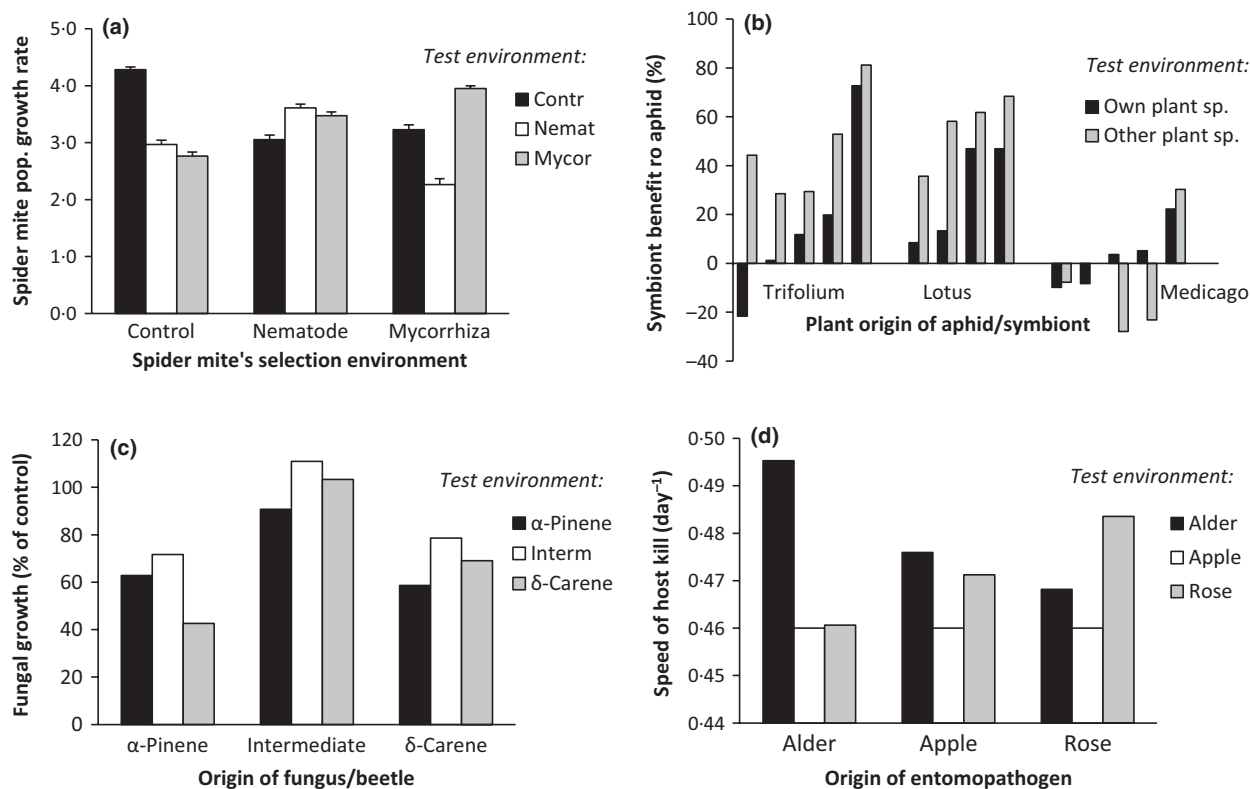 (a)
5·0
4·0
3·0
2·0
1·0
0·0
Spider mite pop. growth rate
Test environment:
Contr
Nemat
Mycor
Control Nematode Mycorrhiza
Spider mite's selection environment
(b)
100
80
60
40
20
0
–20
–40
Symbiont benefit ro aphid (%)
Test environment:
Own plant sp.
Other plant sp.
Trifolium Lotus Medicago
Plant origin of aphid/symbiont
(c)
120
100
80
60
40
20
0
Fungal growth (% of control)
Test environment:
α-Pinene
Interm
δ-Carene
α-Pinene Intermediate δ-Carene
Origin of fungus/beetle
(d)
0·50
0·49
0·48
0·47
0·46
0·45
0·44
Speed of host kill (day⁻¹)
Test environment:
Alder
Apple
Rose
Alder Apple Rose
Origin of entomopathogen